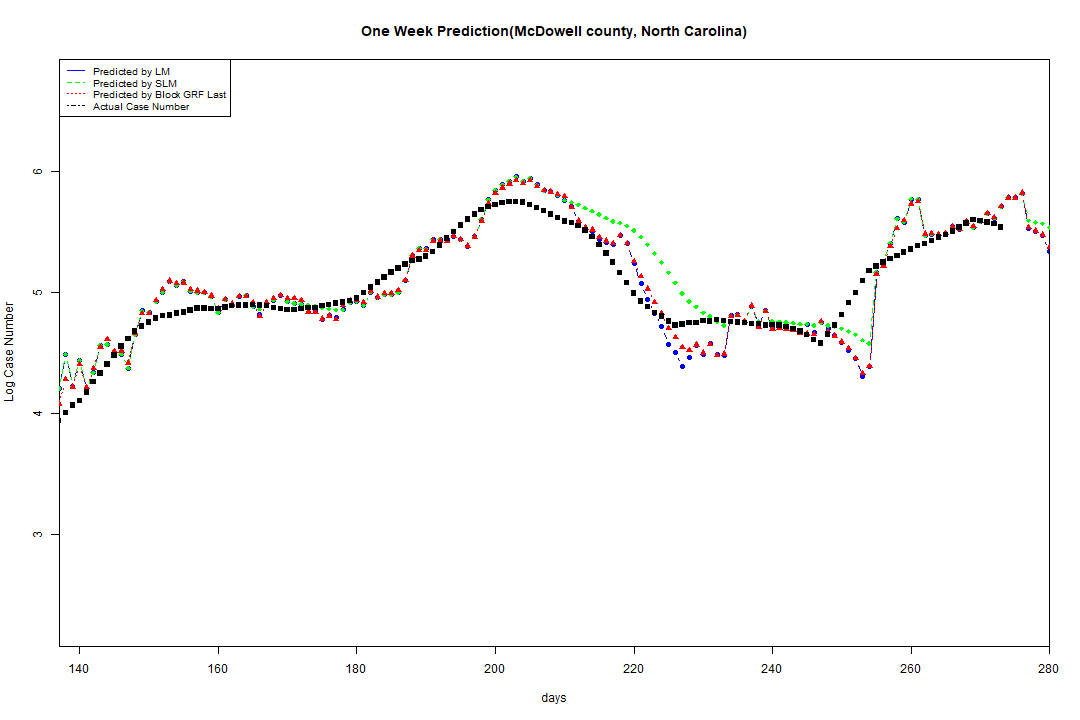 One Week Prediction(McDowell county, North Carolina)
Predicted by LM
Predicted by SLM
Predicted by Block GRF Last
Actual Case Number
Log Case Number
6
5
4
3
140 160 180 200 220 240 260 280
days